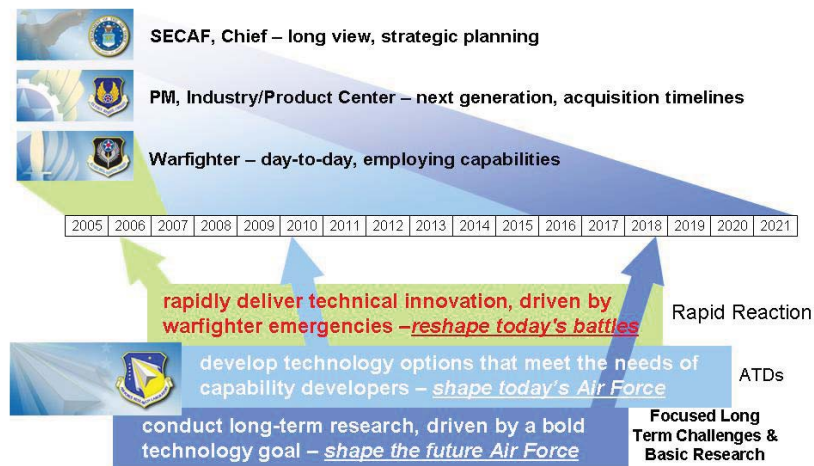 SECAF, Chief – long view, strategic planning
PM, Industry/Product Center – next generation, acquisition timelines
Warfighter – day-to-day, employing capabilities
2005 2006 2007 2008 2009 2010 2011 2012 2013 2014 2015 2016 2017 2018 2019 2020 2021
rapidly deliver technical innovation, driven by
warfighter emergencies –reshape today's battles
Rapid Reaction
develop technology options that meet the needs of
capability developers – shape today's Air Force
ATDs
conduct long-term research, driven by a bold
technology goal – shape the future Air Force
Focused Long
Term Challenges &
Basic Research